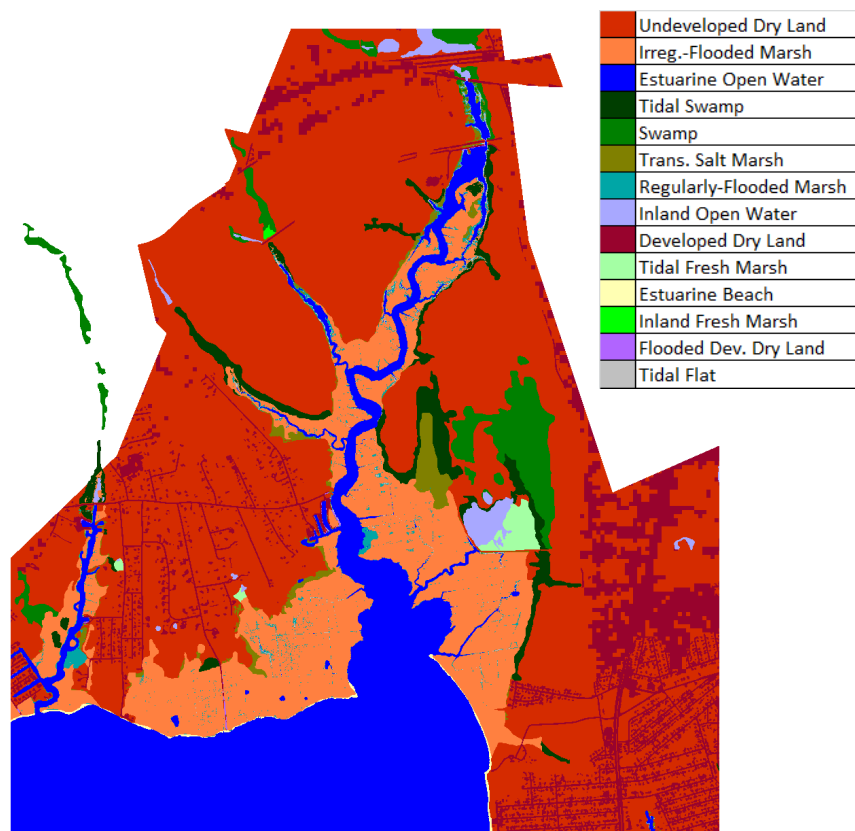 Undeveloped Dry Land
Irreg.-Flooded Marsh
Estuarine Open Water
Tidal Swamp
Swamp
Trans. Salt Marsh
Regularly-Flooded Marsh
Inland Open Water
Developed Dry Land
Tidal Fresh Marsh
Estuarine Beach
Inland Fresh Marsh
Flooded Dev. Dry Land
Tidal Flat